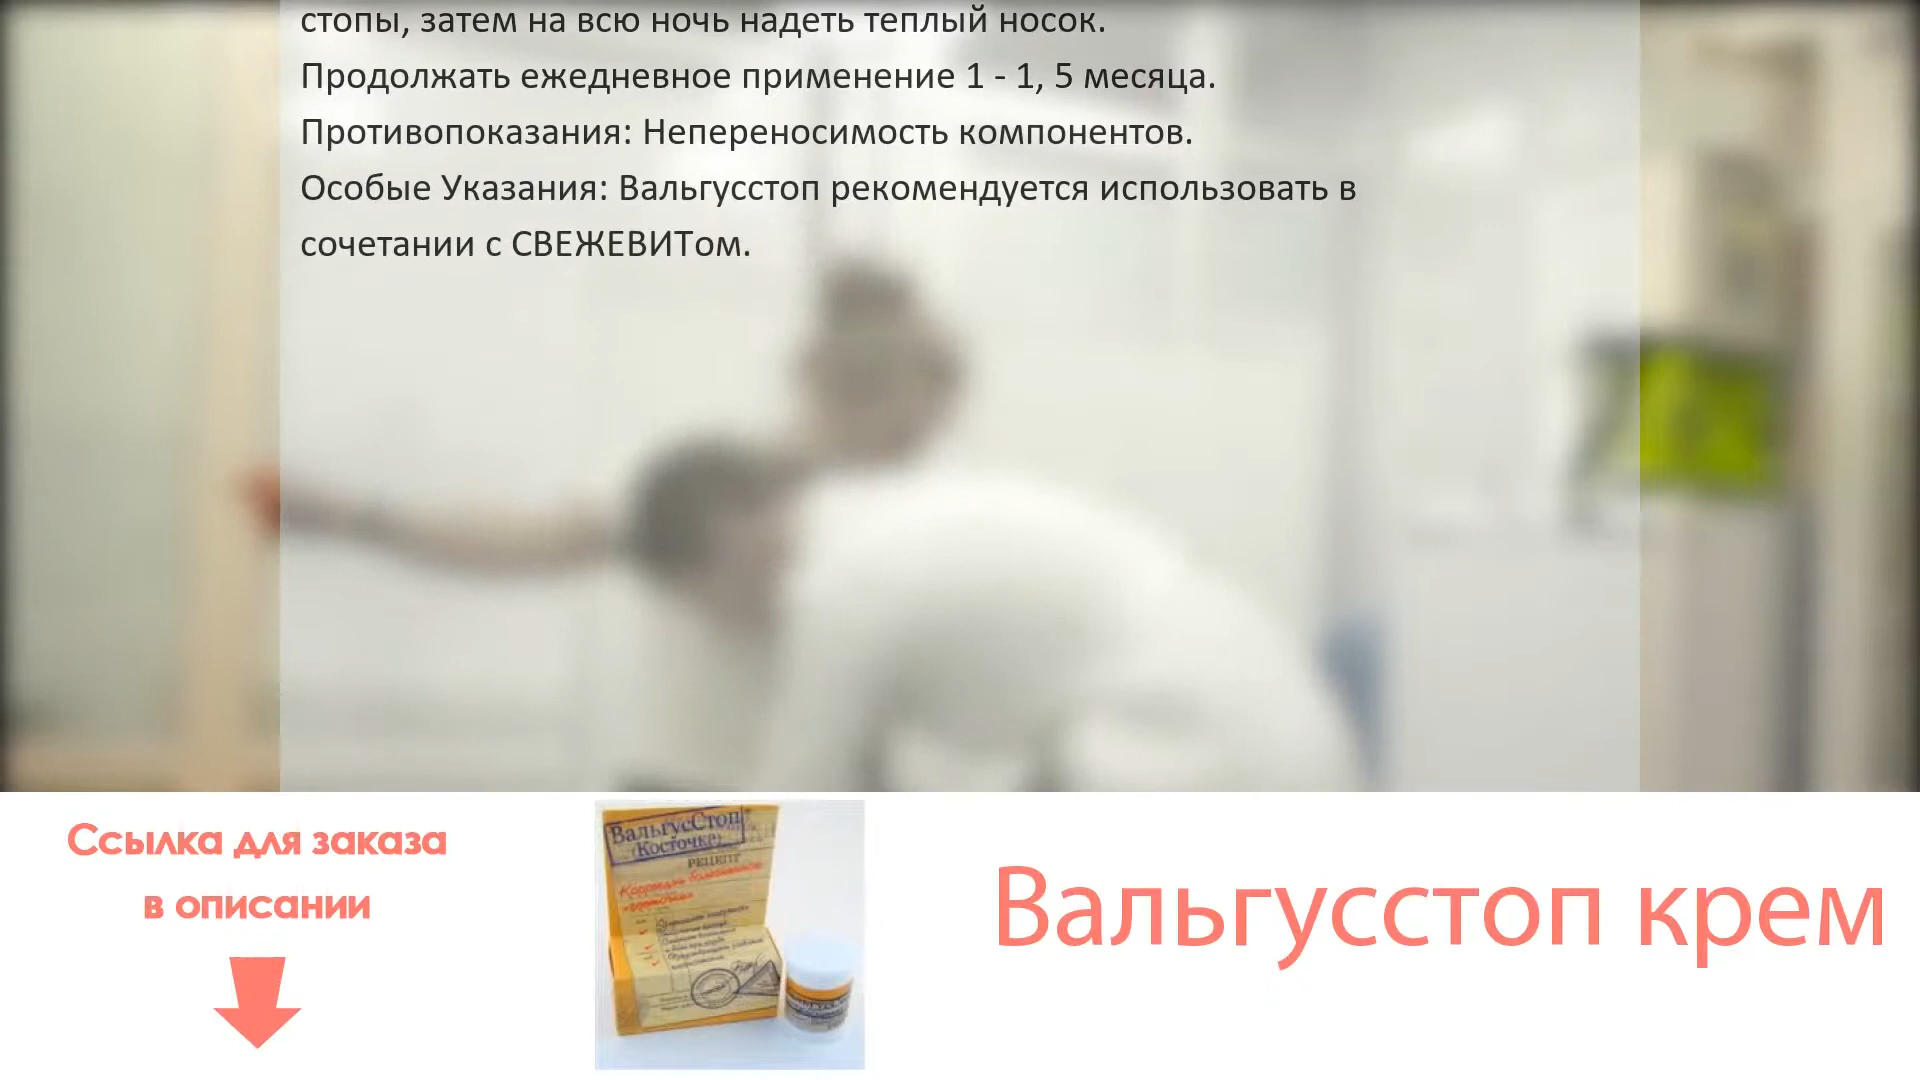 стопы, затем на всю ночь надеть теплый носок.
Продолжать ежедневное применение 1 - 1, 5 месяца.
Противопоказания: Непереносимость компонентов.
Особые Указания: Вальгусстоп рекомендуется использовать в
сочетании с СВЕЖЕВИТом.
Ссылка для заказа
в описании
ВальгусСтоп
(Косточке)
РЕЦЕПТ
Вальгусстоп крем